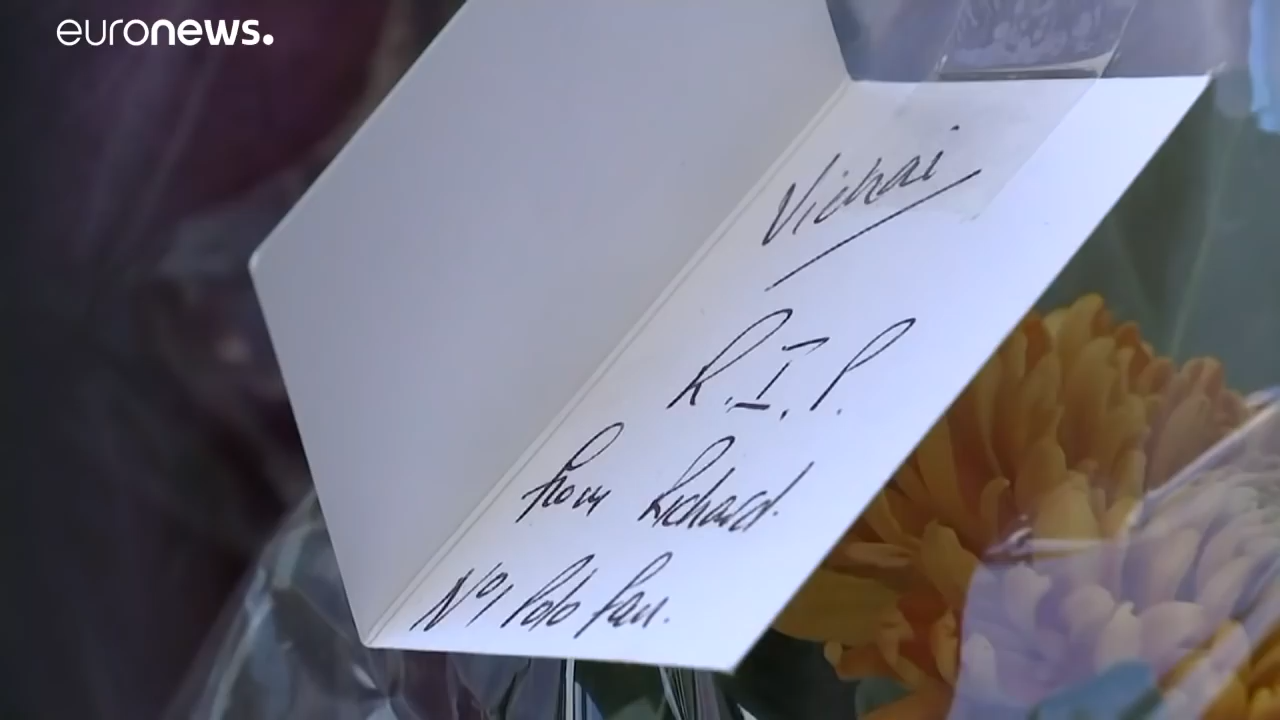 euronews.
Vichai
R.I.P
from Richard.
Nº1 Polo fan.